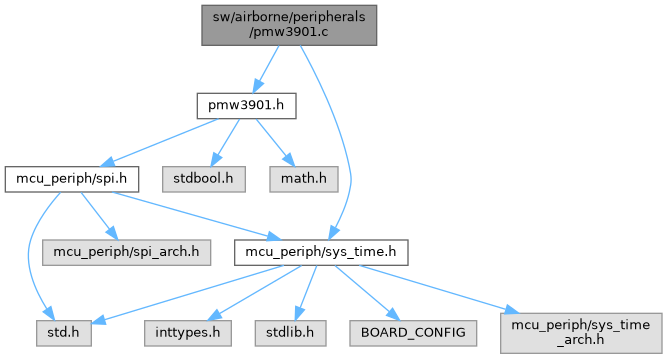 sw/airborne/peripherals
/pmw3901.c
pmw3901.h
mcu_periph/spi.h
stdbool.h
math.h
mcu_periph/spi_arch.h
mcu_periph/sys_time.h
std.h
inttypes.h
stdlib.h
BOARD_CONFIG
mcu_periph/sys_time
_arch.h